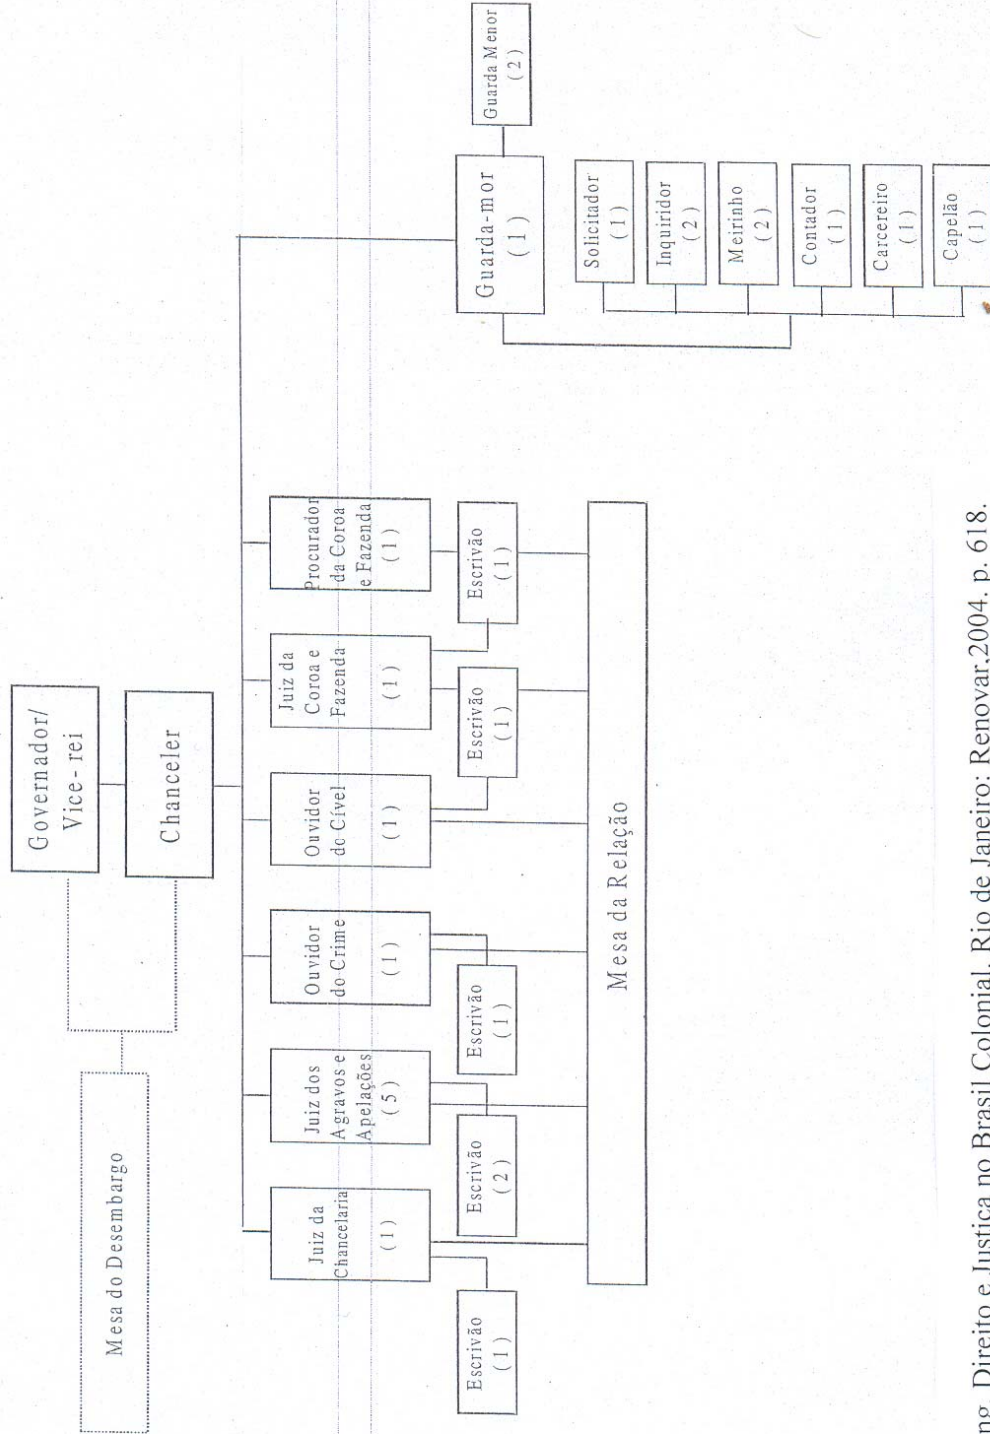 Mesa do Desembargo
Governador/
Vice-rei
Chanceler
Juiz da
Chancelaria
(1)
Juiz dos
Agravos e
Apelações
(5)
Ouvidor
do Crime
(1)
Ouvidor
do Cível
(1)
Juiz da
Coroa e
Fazenda
(1)
Procurador
da Coroa
e Fazenda
(1)
Escrivão
(1)
Escrivão
(2)
Escrivão
(1)
Escrivão
(1)
Escrivão
(1)
Mesa da Relação
Guarda-mor
(1)
Guarda Menor
(2)
Solicitador
(1)
Inquiridor
(2)
Meirinho
(2)
Contador
(1)
Carcereiro
(1)
Capelão
(1)
ng. Direito e Justiça no Brasil Colonial. Rio de Janeiro: Renovar,2004. p. 618.